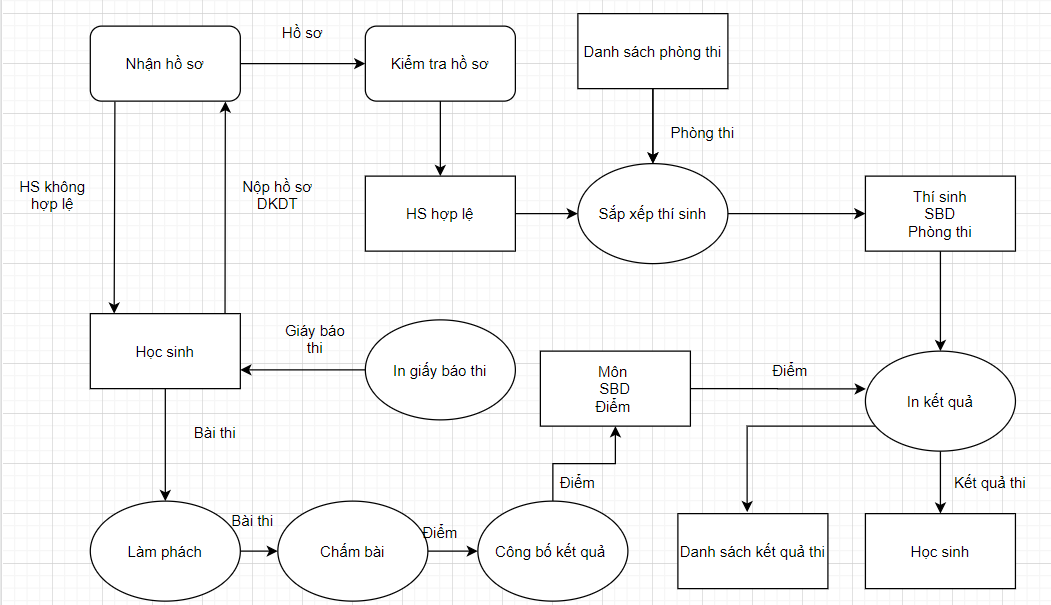 Hồ sơ
Nhận hồ sơ
Kiểm tra hồ sơ
Danh sách phòng thi
Phòng thi
HS không
hợp lệ
Nộp hồ sơ
DKDT
HS hợp lệ
Sắp xếp thí sinh
Thí sinh
SBD
Phòng thi
Học sinh
Giáy báo
thi
In giấy báo thi
Môn
SBD
Điểm
Điểm
In kết quả
Bài thi
Điểm
Kết quả thi
Làm phách
Bài thi
Chấm bài
Điểm
Công bố kết quả
Danh sách kết quả thi
Học sinh